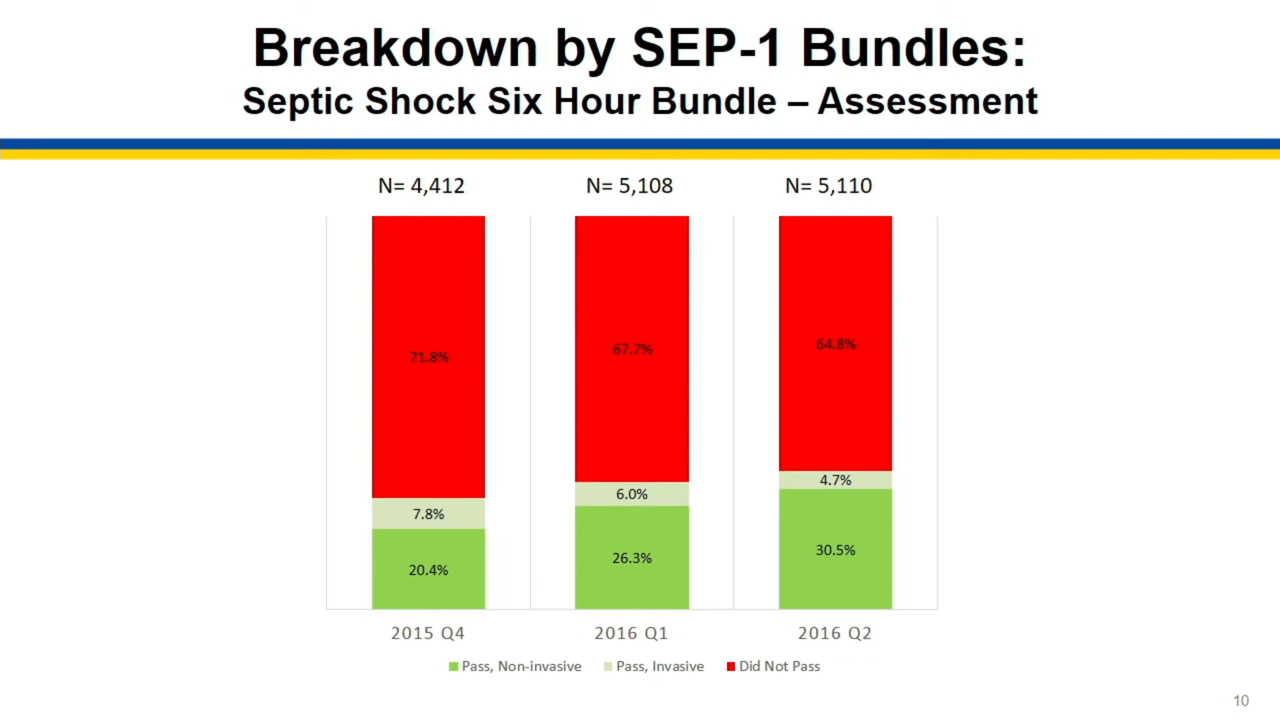 Breakdown by SEP-1 Bundles:
Septic Shock Six Hour Bundle – Assessment
N= 4,412 N= 5,108 N= 5,110
71.8% 67.7% 64.8%
7.8% 6.0% 4.7%
20.4% 26.3% 30.5%
2015 Q4 2016 Q1 2016 Q2
Pass, Non-invasive Pass, Invasive Did Not Pass
10